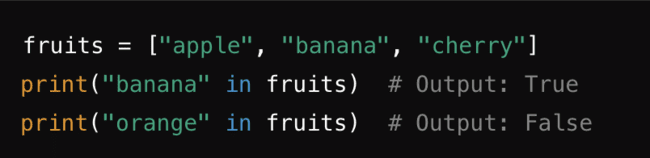 fruits = ["apple", "banana", "cherry"]
print("banana" in fruits)  # Output: True
print("orange" in fruits)  # Output: False